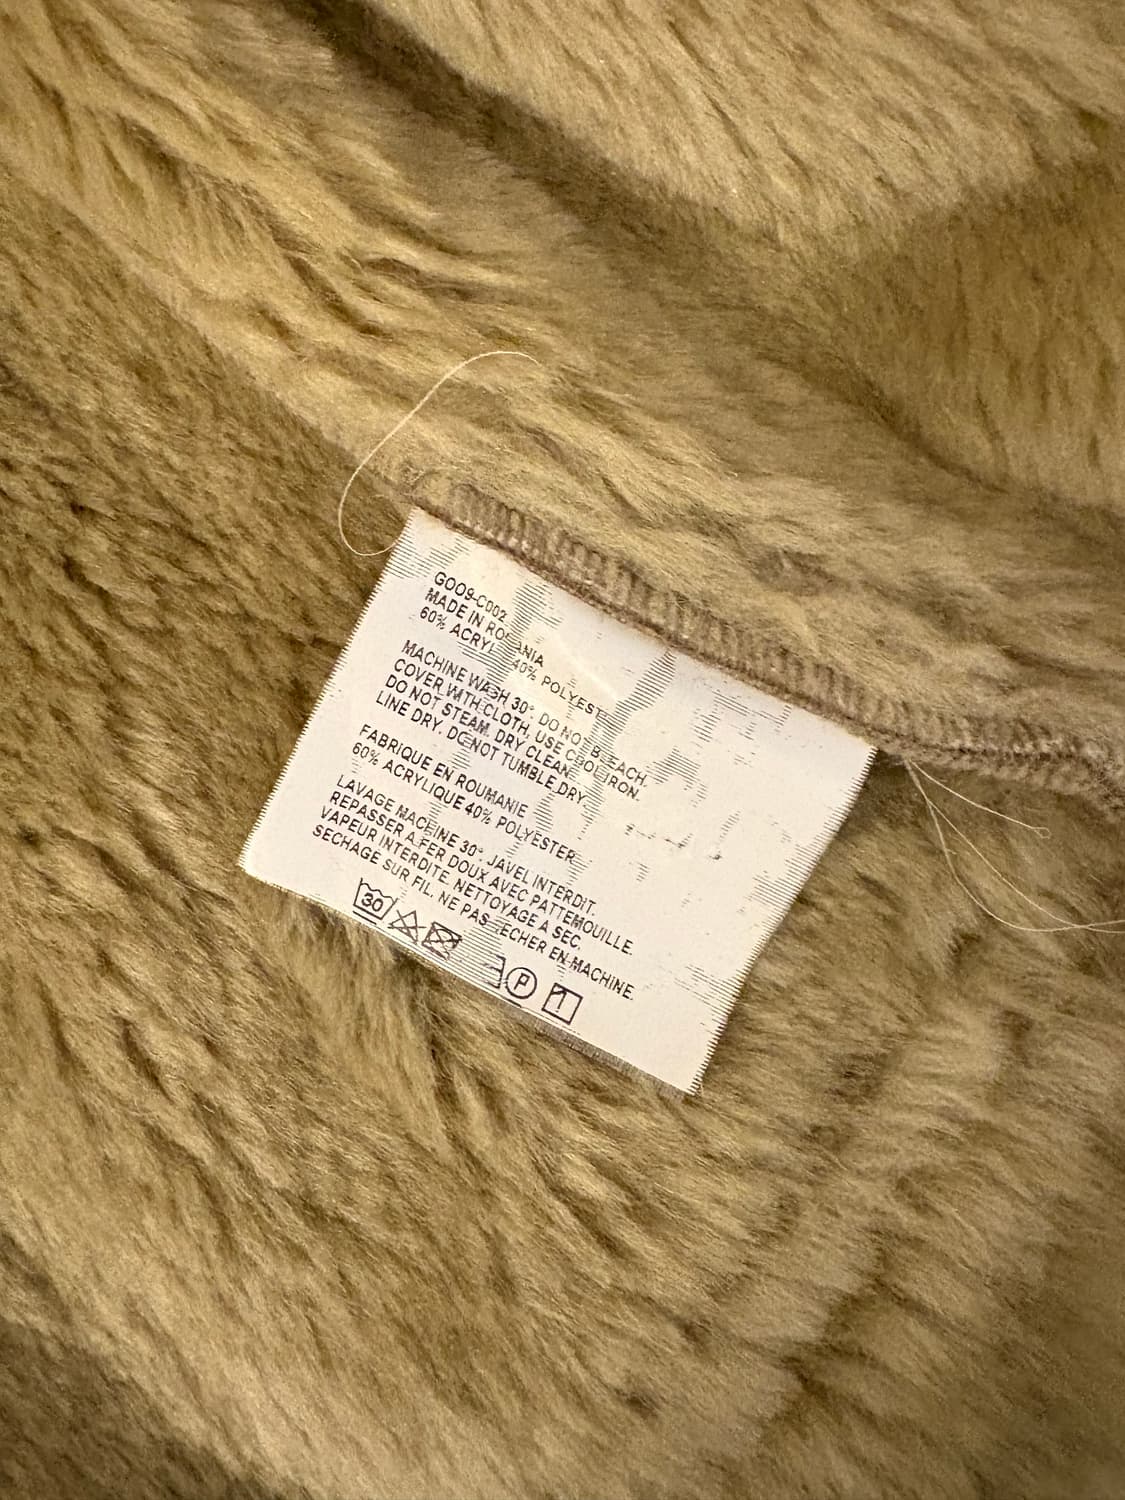 G009-C002
MADE IN ROMANIA
60% ACRYL 40% POLYEST
MACHINE WASH 30°. DO NOT BLEACH.
COVER WITH CLOTH, USE COOL IRON.
DO NOT STEAM. DRY CLEAN.
LINE DRY. DO NOT TUMBLE DRY.
FABRIQUE EN ROUMANIE
60% ACRYLIQUE 40% POLYESTER
LAVAGE MACHINE 30°. JAVEL INTERDIT.
REPASSER A FER DOUX AVEC PATTEMOUILLE.
VAPEUR INTERDITE. NETTOYAGE A SEC.
SECHAGE SUR FIL. NE PAS SECHER EN MACHINE.
30 P 1